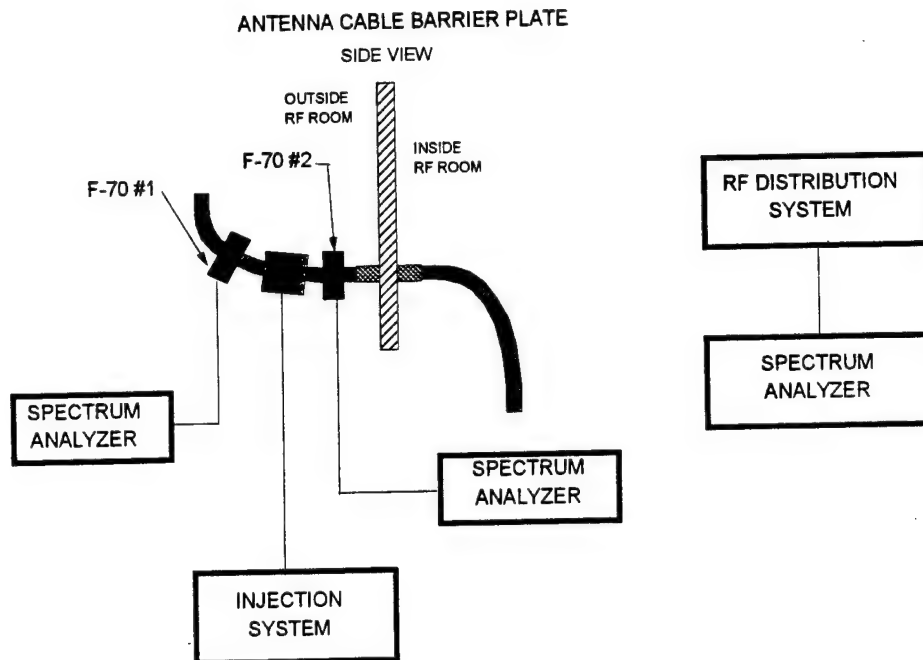 ANTENNA CABLE BARRIER PLATE
SIDE VIEW
OUTSIDE
RF ROOM
INSIDE
RF ROOM
F-70 #2
F-70 #1
RF DISTRIBUTION
SYSTEM
SPECTRUM
ANALYZER
SPECTRUM
ANALYZER
SPECTRUM
ANALYZER
INJECTION
SYSTEM